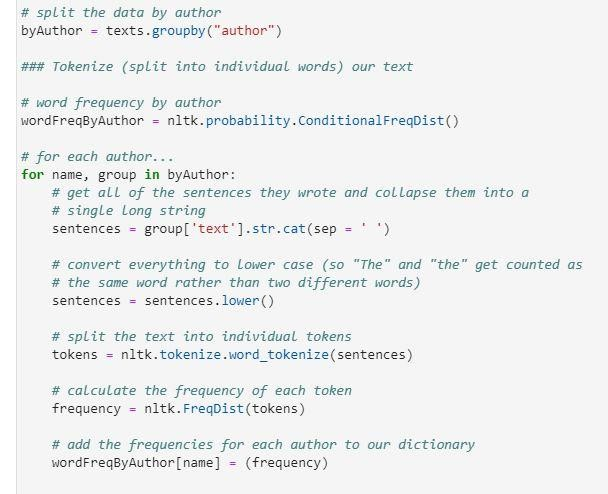 # split the data by author
byAuthor = texts.groupby("author")
### Tokenize (split into individual words) our text
# word frequency by author
wordFreqByAuthor = nltk.probability.ConditionalFreqDist()
# for each author...
for name, group in byAuthor:
    # get all of the sentences they wrote and collapse them into a
    # single long string
    sentences = group['text'].str.cat(sep = ' ')
    # convert everything to lower case (so "The" and "the" get counted as
    # the same word rather than two different words)
    sentences = sentences.lower()
    # split the text into individual tokens
    tokens = nltk.tokenize.word_tokenize(sentences)
    # calculate the frequency of each token
    frequency = nltk.FreqDist(tokens)
    # add the frequencies for each author to our dictionary
    wordFreqByAuthor[name] = (frequency)